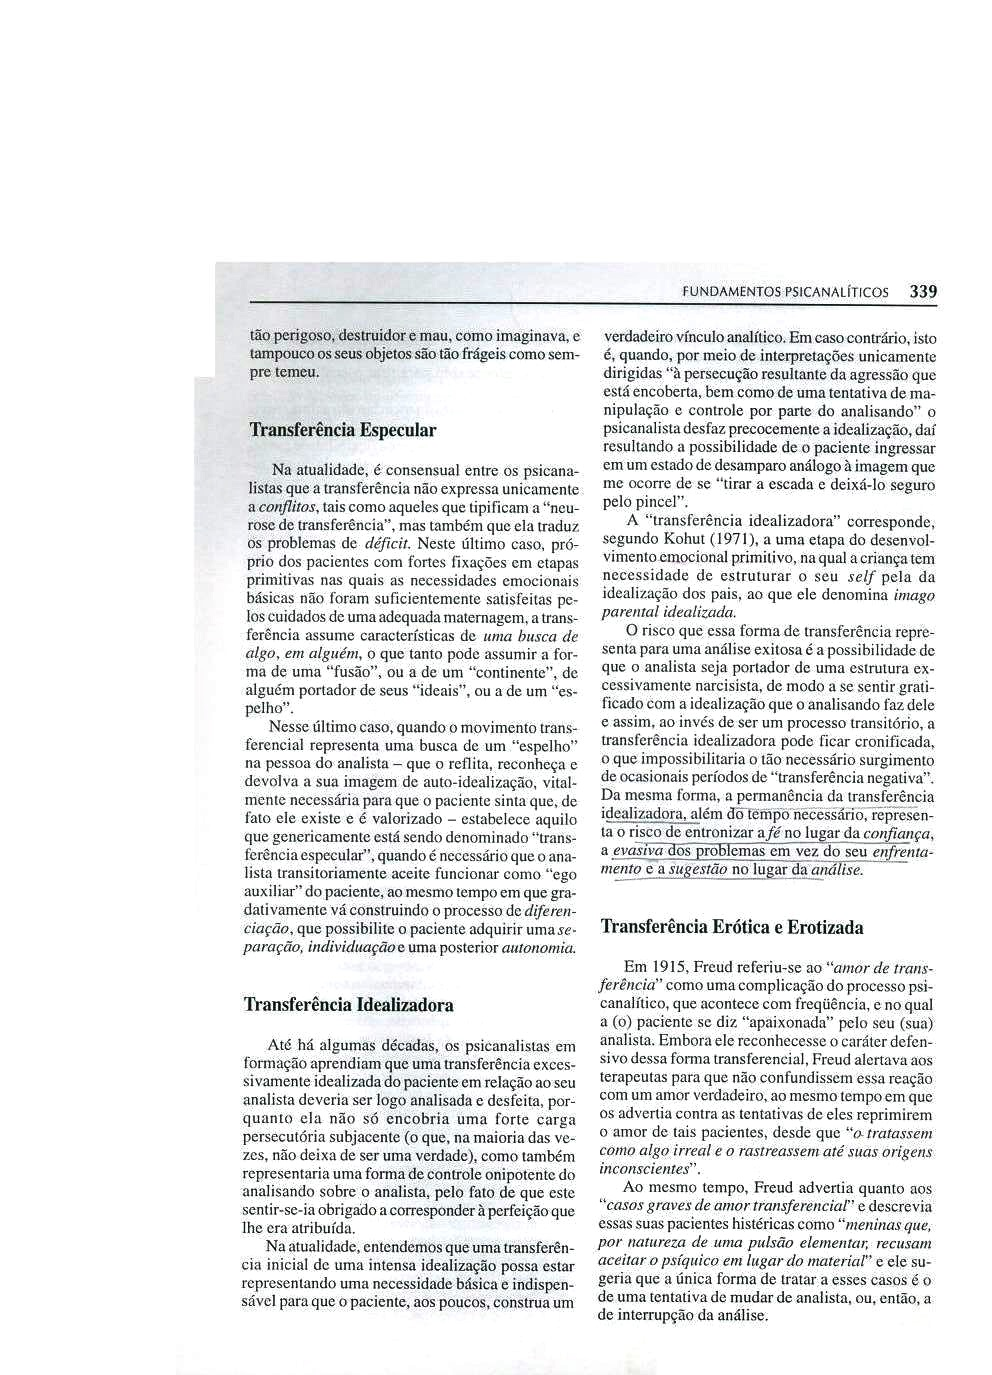 FUNDAMENTOS PSICANALÍTICOS 339
tão perigoso, destruidor e mau, como imaginava, e
tampouco os seus objetos são tão frágeis como sem-
pre temeu.
Transferência Especular
Na atualidade, é consensual entre os psicana-
listas que a transferência não expressa unicamente
a conflitos, tais como aqueles que tipificam a “neu-
rose de transferência”, mas também que ela traduz
os problemas de déficit. Neste último caso, pró-
prio dos pacientes com fortes fixações em etapas
primitivas nas quais as necessidades emocionais
básicas não foram suficientemente satisfeitas pe-
los cuidados de uma adequada maternagem, a trans-
ferência assume características de uma busca de
algo, em alguém, o que tanto pode assumir a for-
ma de uma “fusão”, ou a de um “continente”, de
alguém portador de seus “ideais”, ou a de um “es-
pelho”.
Nesse último caso, quando o movimento trans-
ferencial representa uma busca de um “espelho”
na pessoa do analista – que o reflita, reconheça e
devolva a sua imagem de auto-idealização, vital-
mente necessária para que o paciente sinta que, de
fato ele existe e é valorizado – estabelece aquilo
que genericamente está sendo denominado “trans-
ferência especular”, quando é necessário que o ana-
lista transitoriamente aceite funcionar como “ego
auxiliar” do paciente, ao mesmo tempo em que gra-
dativamente vá construindo o processo de diferen-
ciação, que possibilite o paciente adquirir uma se-
paração, individuação e uma posterior autonomia.
Transferência Idealizadora
Até há algumas décadas, os psicanalistas em
formação aprendiam que uma transferência exces-
sivamente idealizada do paciente em relação ao seu
analista deveria ser logo analisada e desfeita, por-
quanto ela não só encobria uma forte carga
persecutória subjacente (o que, na maioria das ve-
zes, não deixa de ser uma verdade), como também
representaria uma forma de controle onipotente do
analisando sobre o analista, pelo fato de que este
sentir-se-ia obrigado a corresponder à perfeição que
lhe era atribuída.
Na atualidade, entendemos que uma transferên-
cia inicial de uma intensa idealização possa estar
representando uma necessidade básica e indispen-
sável para que o paciente, aos poucos, construa um
verdadeiro vínculo analítico. Em caso contrário, isto
é, quando, por meio de interpretações unicamente
dirigidas “à persecução resultante da agressão que
está encoberta, bem como de uma tentativa de ma-
nipulação e controle por parte do analisando” o
psicanalista desfaz precocemente a idealização, daí
resultando a possibilidade de o paciente ingressar
em um estado de desamparo análogo à imagem que
me ocorre de se “tirar a escada e deixá-lo seguro
pelo pincel”.
A “transferência idealizadora” corresponde,
segundo Kohut (1971), a uma etapa do desenvol-
vimento emocional primitivo, na qual a criança tem
necessidade de estruturar o seu self pela da
idealização dos pais, ao que ele denomina imago
parental idealizada.
O risco que essa forma de transferência repre-
senta para uma análise exitosa é a possibilidade de
que o analista seja portador de uma estrutura ex-
cessivamente narcisista, de modo a se sentir grati-
ficado com a idealização que o analisando faz dele
e assim, ao invés de ser um processo transitório, a
transferência idealizadora pode ficar cronificada,
o que impossibilitaria o tão necessário surgimento
de ocasionais períodos de “transferência negativa”.
Da mesma forma, a permanência da transferência
idealizadora, além do tempo necessário, represen-
ta o risco de entronizar a fé no lugar da confiança,
a evasiva dos problemas em vez do seu enfrenta-
mento e a sugestão no lugar da análise.
Transferência Erótica e Erotizada
Em 1915, Freud referiu-se ao “amor de trans-
ferência” como uma complicação do processo psi-
canalítico, que acontece com freqüência, e no qual
a (o) paciente se diz “apaixonada” pelo seu (sua)
analista. Embora ele reconhecesse o caráter defen-
sivo dessa forma transferencial, Freud alertava aos
terapeutas para que não confundissem essa reação
com um amor verdadeiro, ao mesmo tempo em que
os advertia contra as tentativas de eles reprimirem
o amor de tais pacientes, desde que “o tratassem
como algo irreal e o rastreassem até suas origens
inconscientes”.
Ao mesmo tempo, Freud advertia quanto aos
“casos graves de amor transferencial” e descrevia
essas suas pacientes histéricas como “meninas que,
por natureza de uma pulsão elementar, recusam
aceitar o psíquico em lugar do material” e ele su-
geria que a única forma de tratar a esses casos é o
de uma tentativa de mudar de analista, ou, então, a
de interrupção da análise.